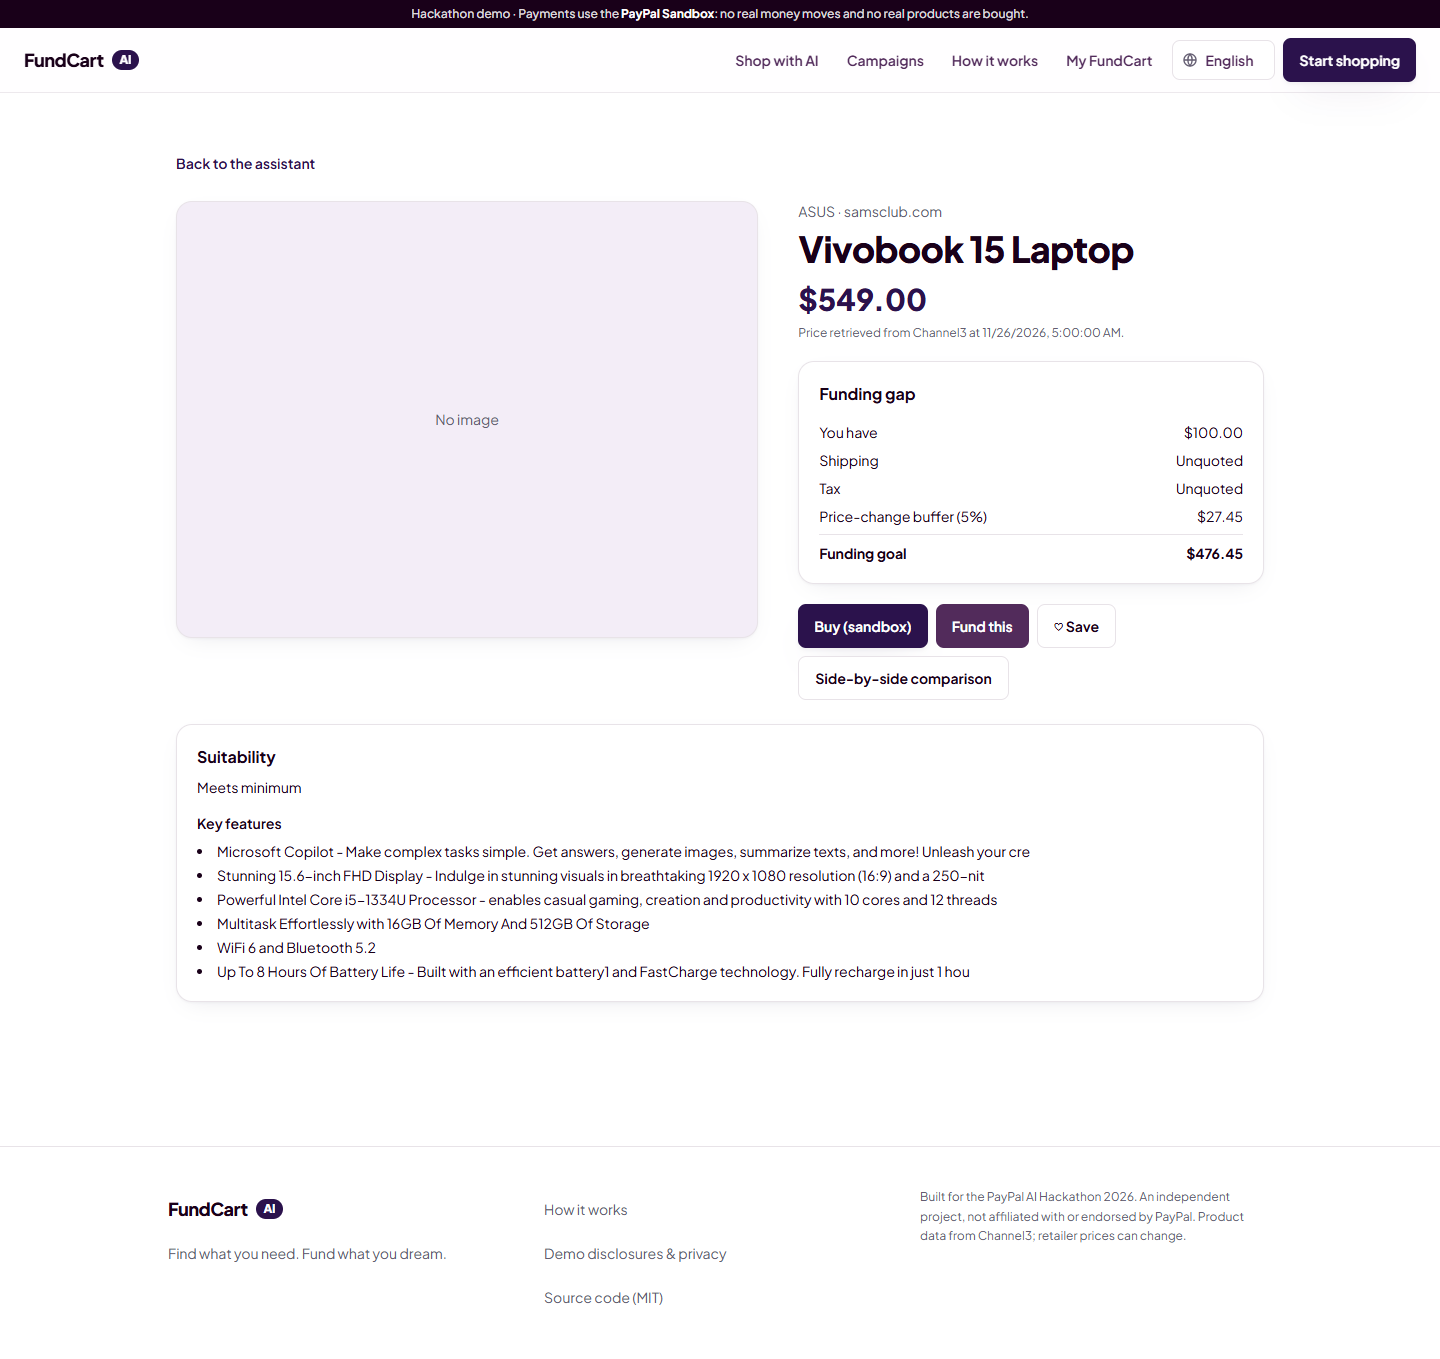 Hackathon demo · Payments use the PayPal Sandbox: no real money moves and no real products are bought.
FundCart AI
Shop with AI
Campaigns
How it works
My FundCart
English
Start shopping
Back to the assistant
No image
ASUS · samsclub.com
Vivobook 15 Laptop
$549.00
Price retrieved from Channel3 at 11/26/2026, 5:00:00 AM.
Funding gap
You have $100.00
Shipping Unquoted
Tax Unquoted
Price-change buffer (5%) $27.45
Funding goal $476.45
Buy (sandbox)
Fund this
Save
Side-by-side comparison
Suitability
Meets minimum
Key features
Microsoft Copilot - Make complex tasks simple. Get answers, generate images, summarize texts, and more! Unleash your cre
Stunning 15.6-inch FHD Display - Indulge in stunning visuals in breathtaking 1920 x 1080 resolution (16:9) and a 250-nit
Powerful Intel Core i5-1334U Processor - enables casual gaming, creation and productivity with 10 cores and 12 threads
Multitask Effortlessly with 16GB Of Memory And 512GB Of Storage
WiFi 6 and Bluetooth 5.2
Up To 8 Hours Of Battery Life - Built with an efficient battery1 and FastCharge technology. Fully recharge in just 1 hou
FundCart AI
Find what you need. Fund what you dream.
How it works
Demo disclosures & privacy
Source code (MIT)
Built for the PayPal AI Hackathon 2026. An independent
project, not affiliated with or endorsed by PayPal. Product
data from Channel3; retailer prices can change.